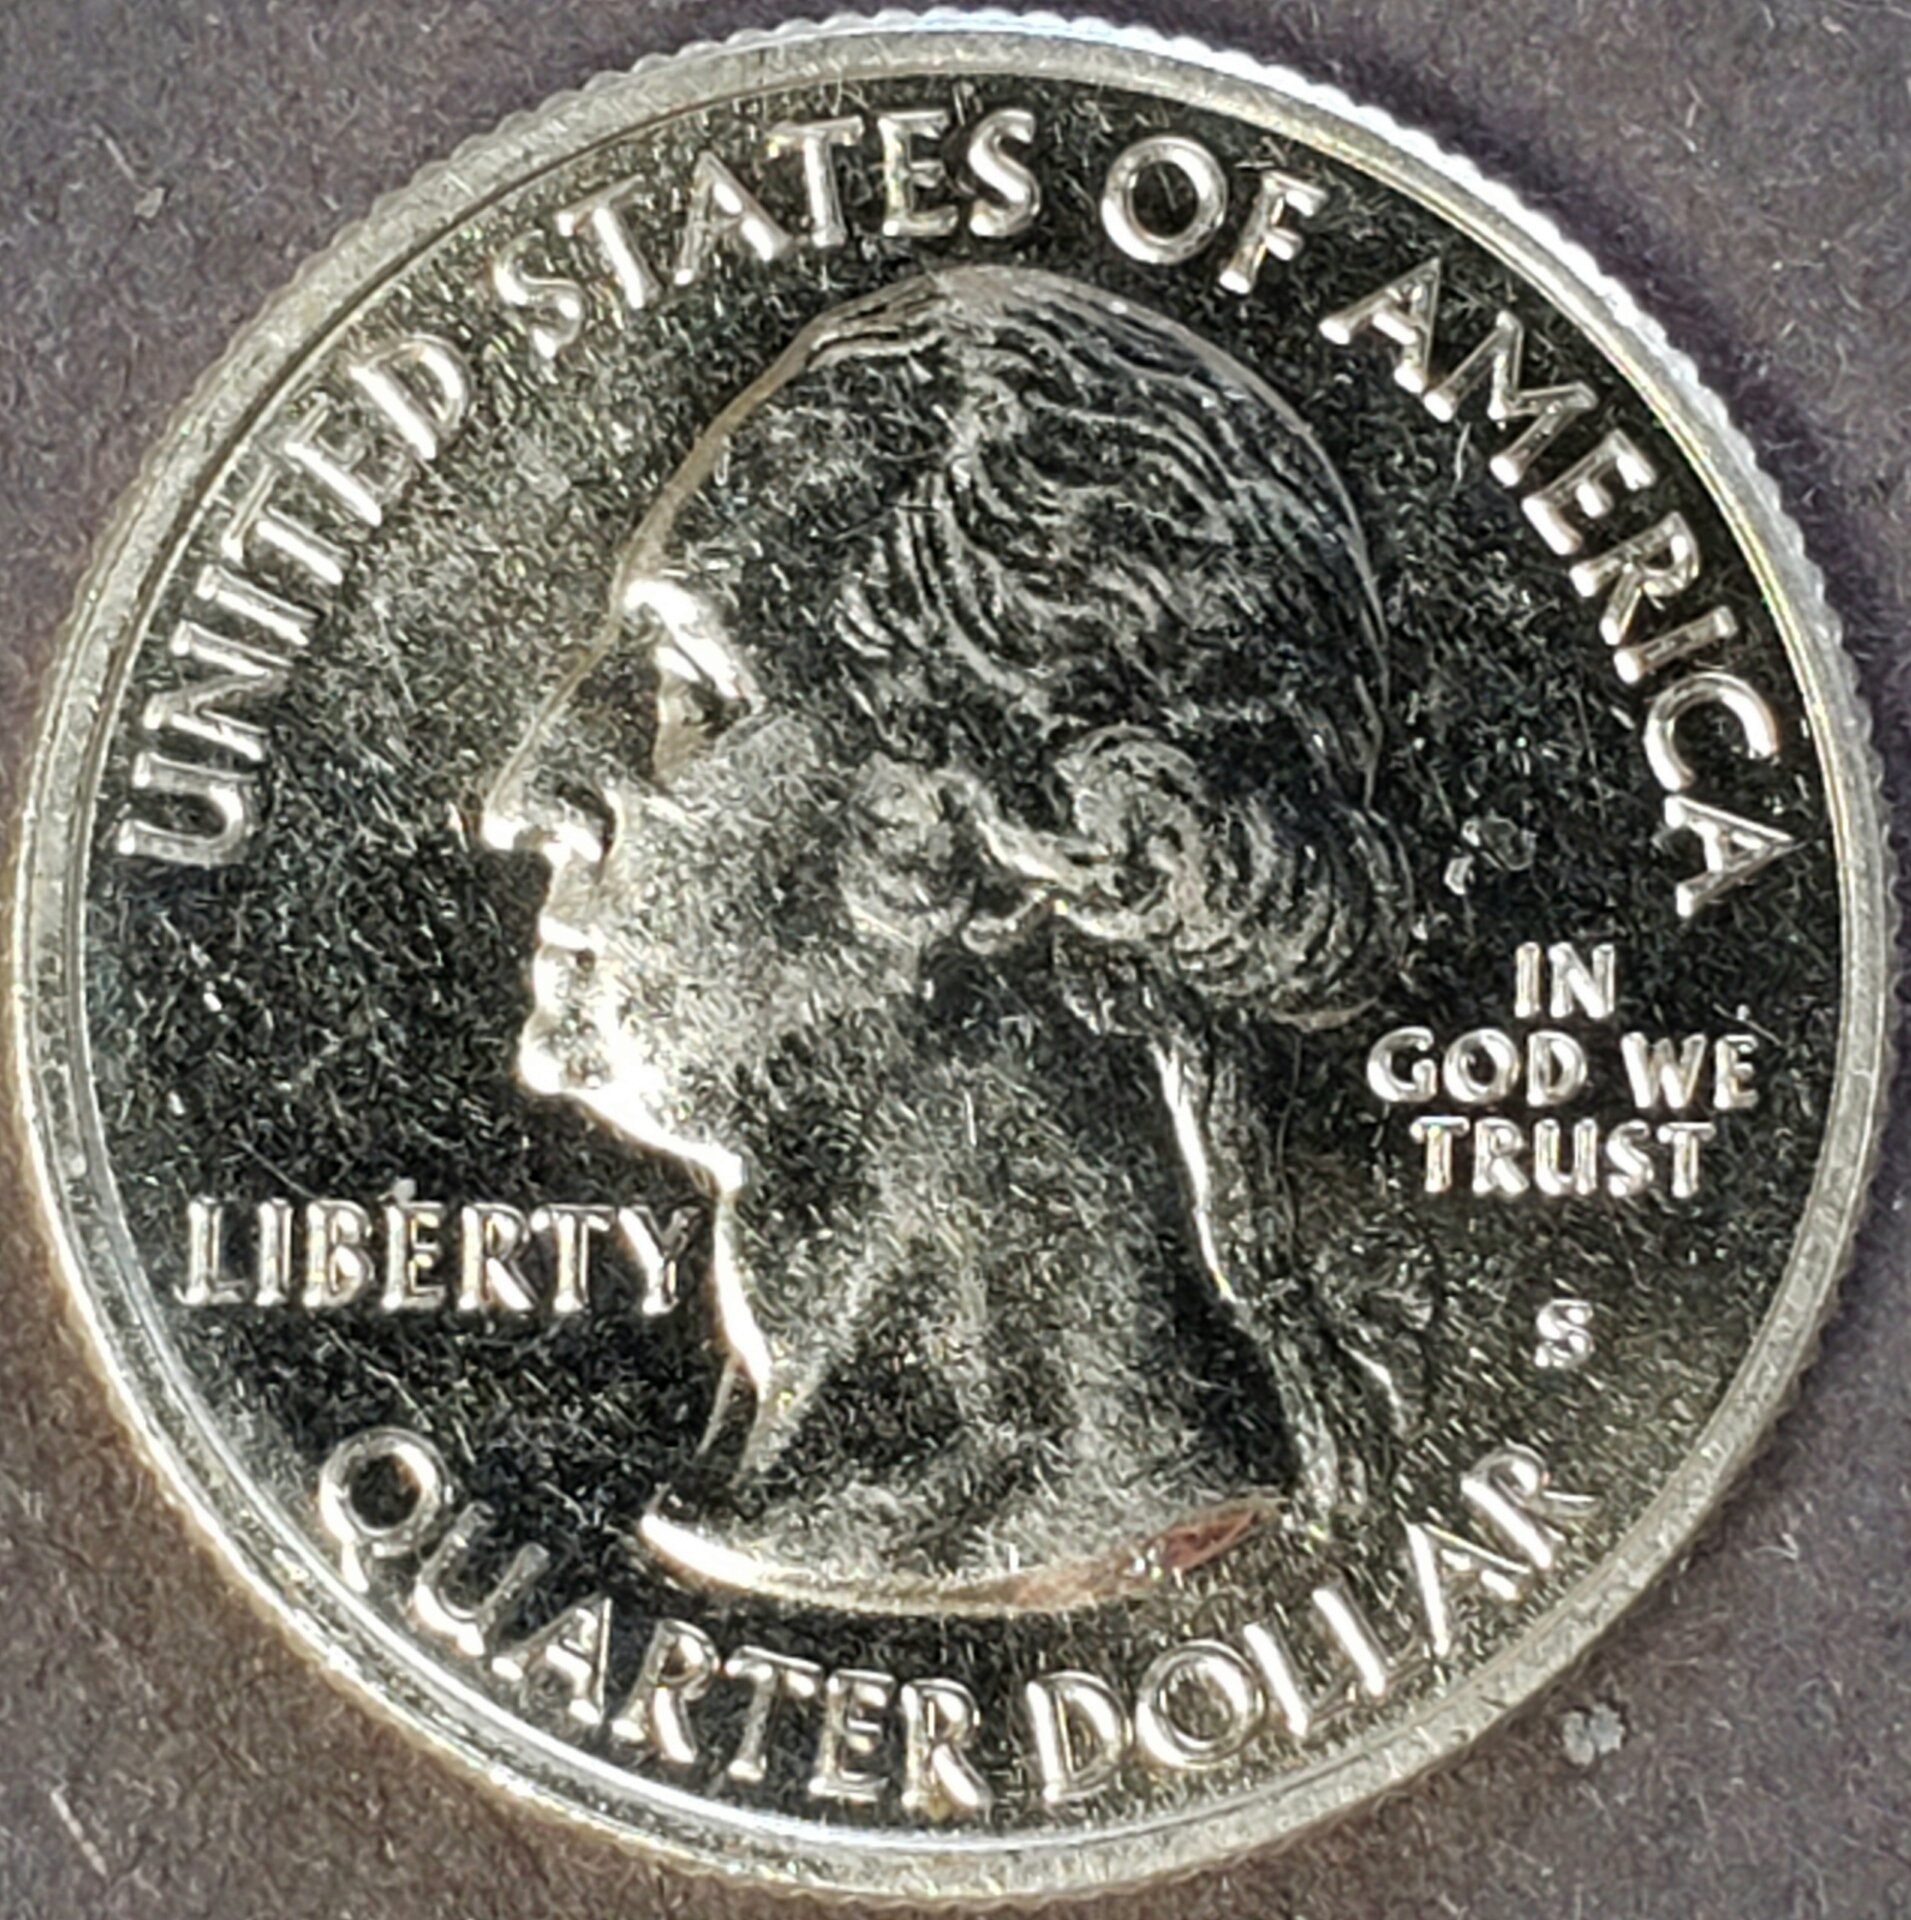 UNITED STATES OF AMERICA
IN
GOD WE
TRUST
LIBERTY
S
QUARTER DOLLAR